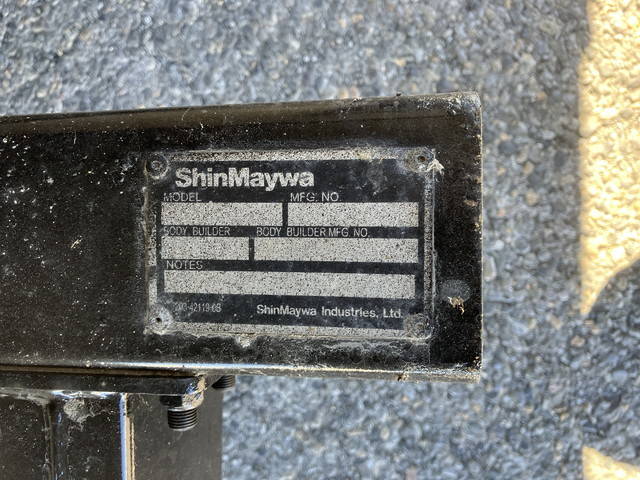 ShinMaywa
MODEL MFG. NO.
BODY BUILDER BODY BUILDER MFG. NO.
NOTES
ShinMaywa Industries, Ltd.